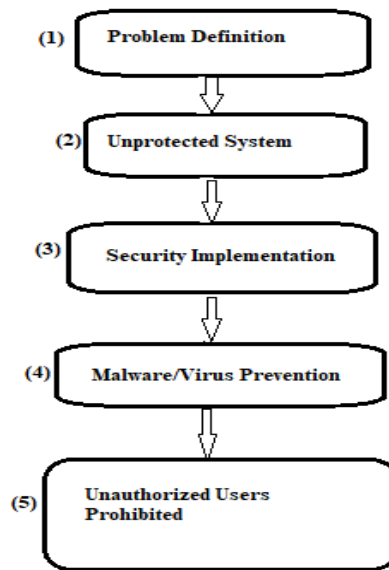 (1) Problem Definition
(2) Unprotected System
(3) Security Implementation
(4) Malware/Virus Prevention
(5) Unauthorized Users
Prohibited